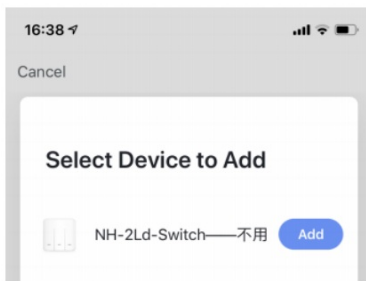 16:38
Cancel
Select Device to Add
NH-2Ld-Switch——不用 Add